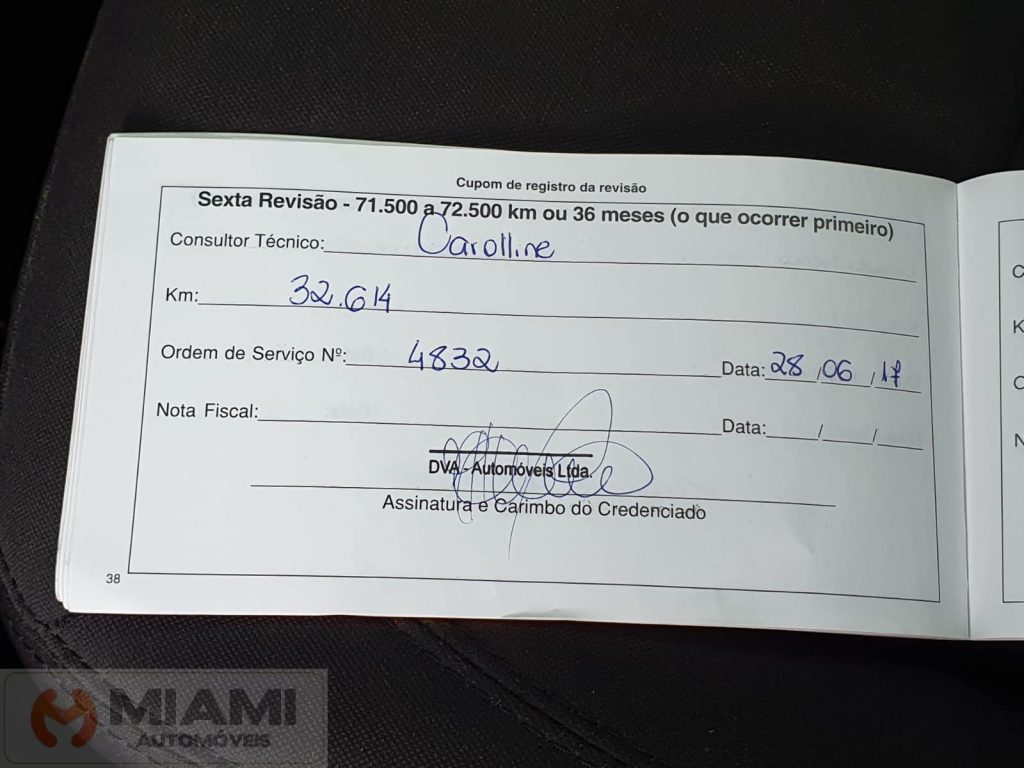 Cupom de registro da revisão
Sexta Revisão - 71.500 a 72.500 km ou 36 meses (o que ocorrer primeiro)
Consultor Técnico: Carolline
Km: 32.614
Ordem de Serviço Nº: 4832 Data: 28/06/17
Nota Fiscal: Data: / /
DVA - Automóveis Ltda.
Assinatura e Carimbo do Credenciado
38
C
K
O
N
MIAMI
AUTOMÓVEIS